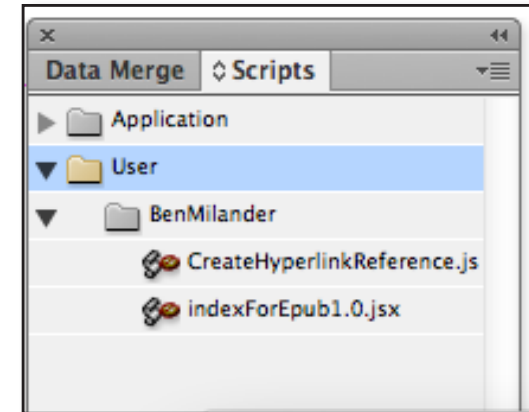 Data Merge Scripts
Application
User
BenMilander
CreateHyperlinkReference.js
indexForEpub1.0.jsx